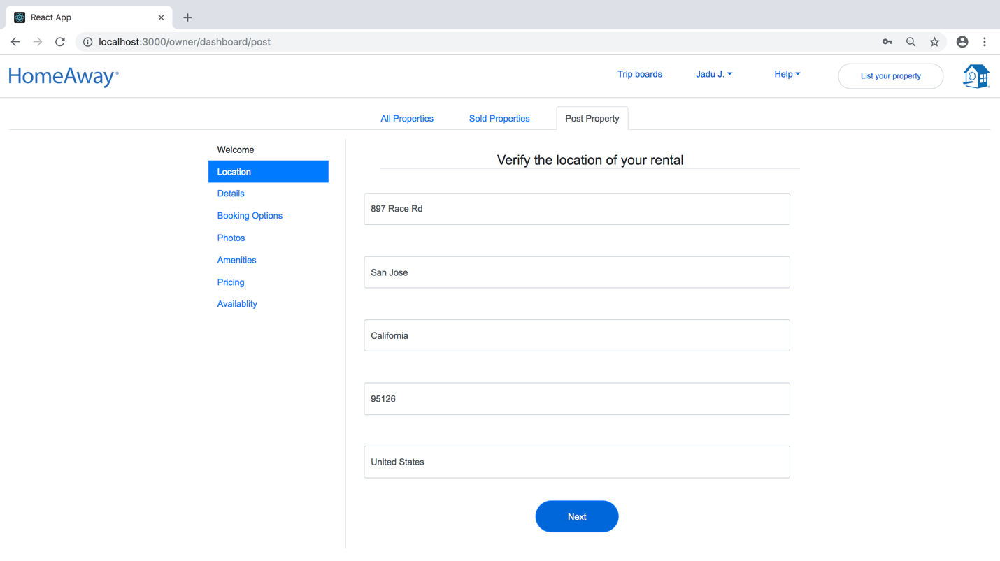 React App
localhost:3000/owner/dashboard/post
HomeAway®
Trip boards
Jadu J.
Help
List your property
All Properties
Sold Properties
Post Property
Welcome
Location
Details
Booking Options
Photos
Amenities
Pricing
Availablity
Verify the location of your rental
897 Race Rd
San Jose
California
95126
United States
Next